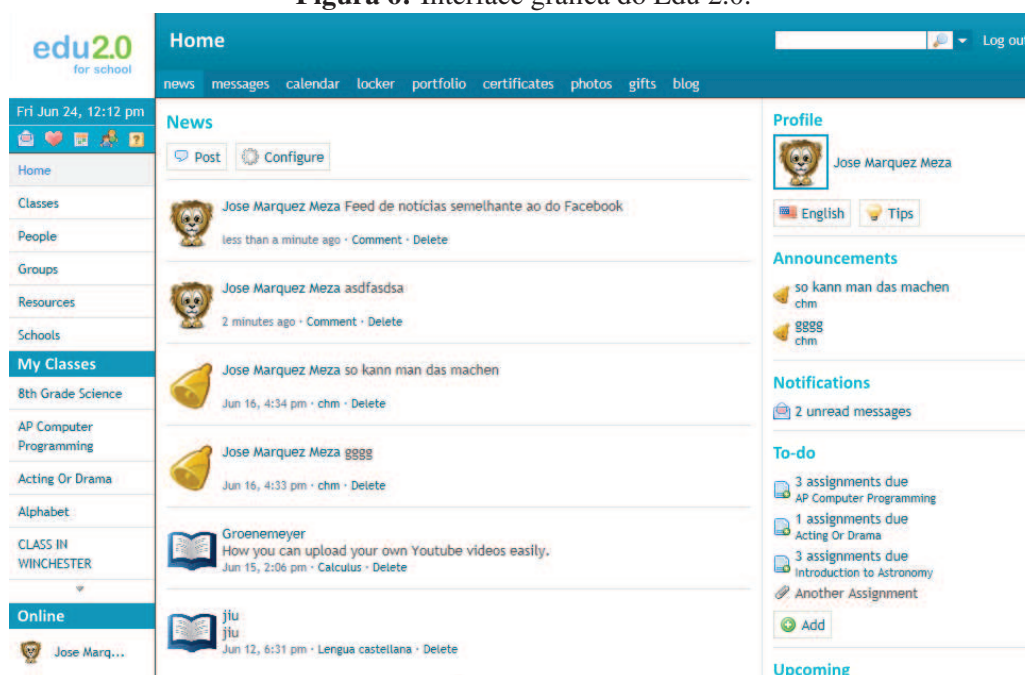 Figura 6: Interface gráfica do Edu 2.0.
edu2.0
for school
Home
Log out
news messages calendar locker portfolio certificates photos gifts blog
Fri Jun 24, 12:12 pm
Home
Classes
People
Groups
Resources
Schools
My Classes
8th Grade Science
AP Computer
Programming
Acting Or Drama
Alphabet
CLASS IN
WINCHESTER
Online
Jose Marq...
News
Post Configure
Jose Marquez Meza Feed de notícias semelhante ao do Facebook
less than a minute ago · Comment · Delete
Jose Marquez Meza asdfasdsa
2 minutes ago · Comment · Delete
Jose Marquez Meza so kann man das machen
Jun 16, 4:34 pm · chm · Delete
Jose Marquez Meza gggg
Jun 16, 4:33 pm · chm · Delete
Groenemeyer
How you can upload your own Youtube videos easily.
Jun 15, 2:06 pm · Calculus · Delete
jiu
jiu
Jun 12, 6:31 pm · Lengua castellana · Delete
Profile
Jose Marquez Meza
English Tips
Announcements
so kann man das machen
chm
gggg
chm
Notifications
2 unread messages
To-do
3 assignments due
AP Computer Programming
1 assignments due
Acting Or Drama
3 assignments due
Introduction to Astronomy
Another Assignment
Add
Upcoming